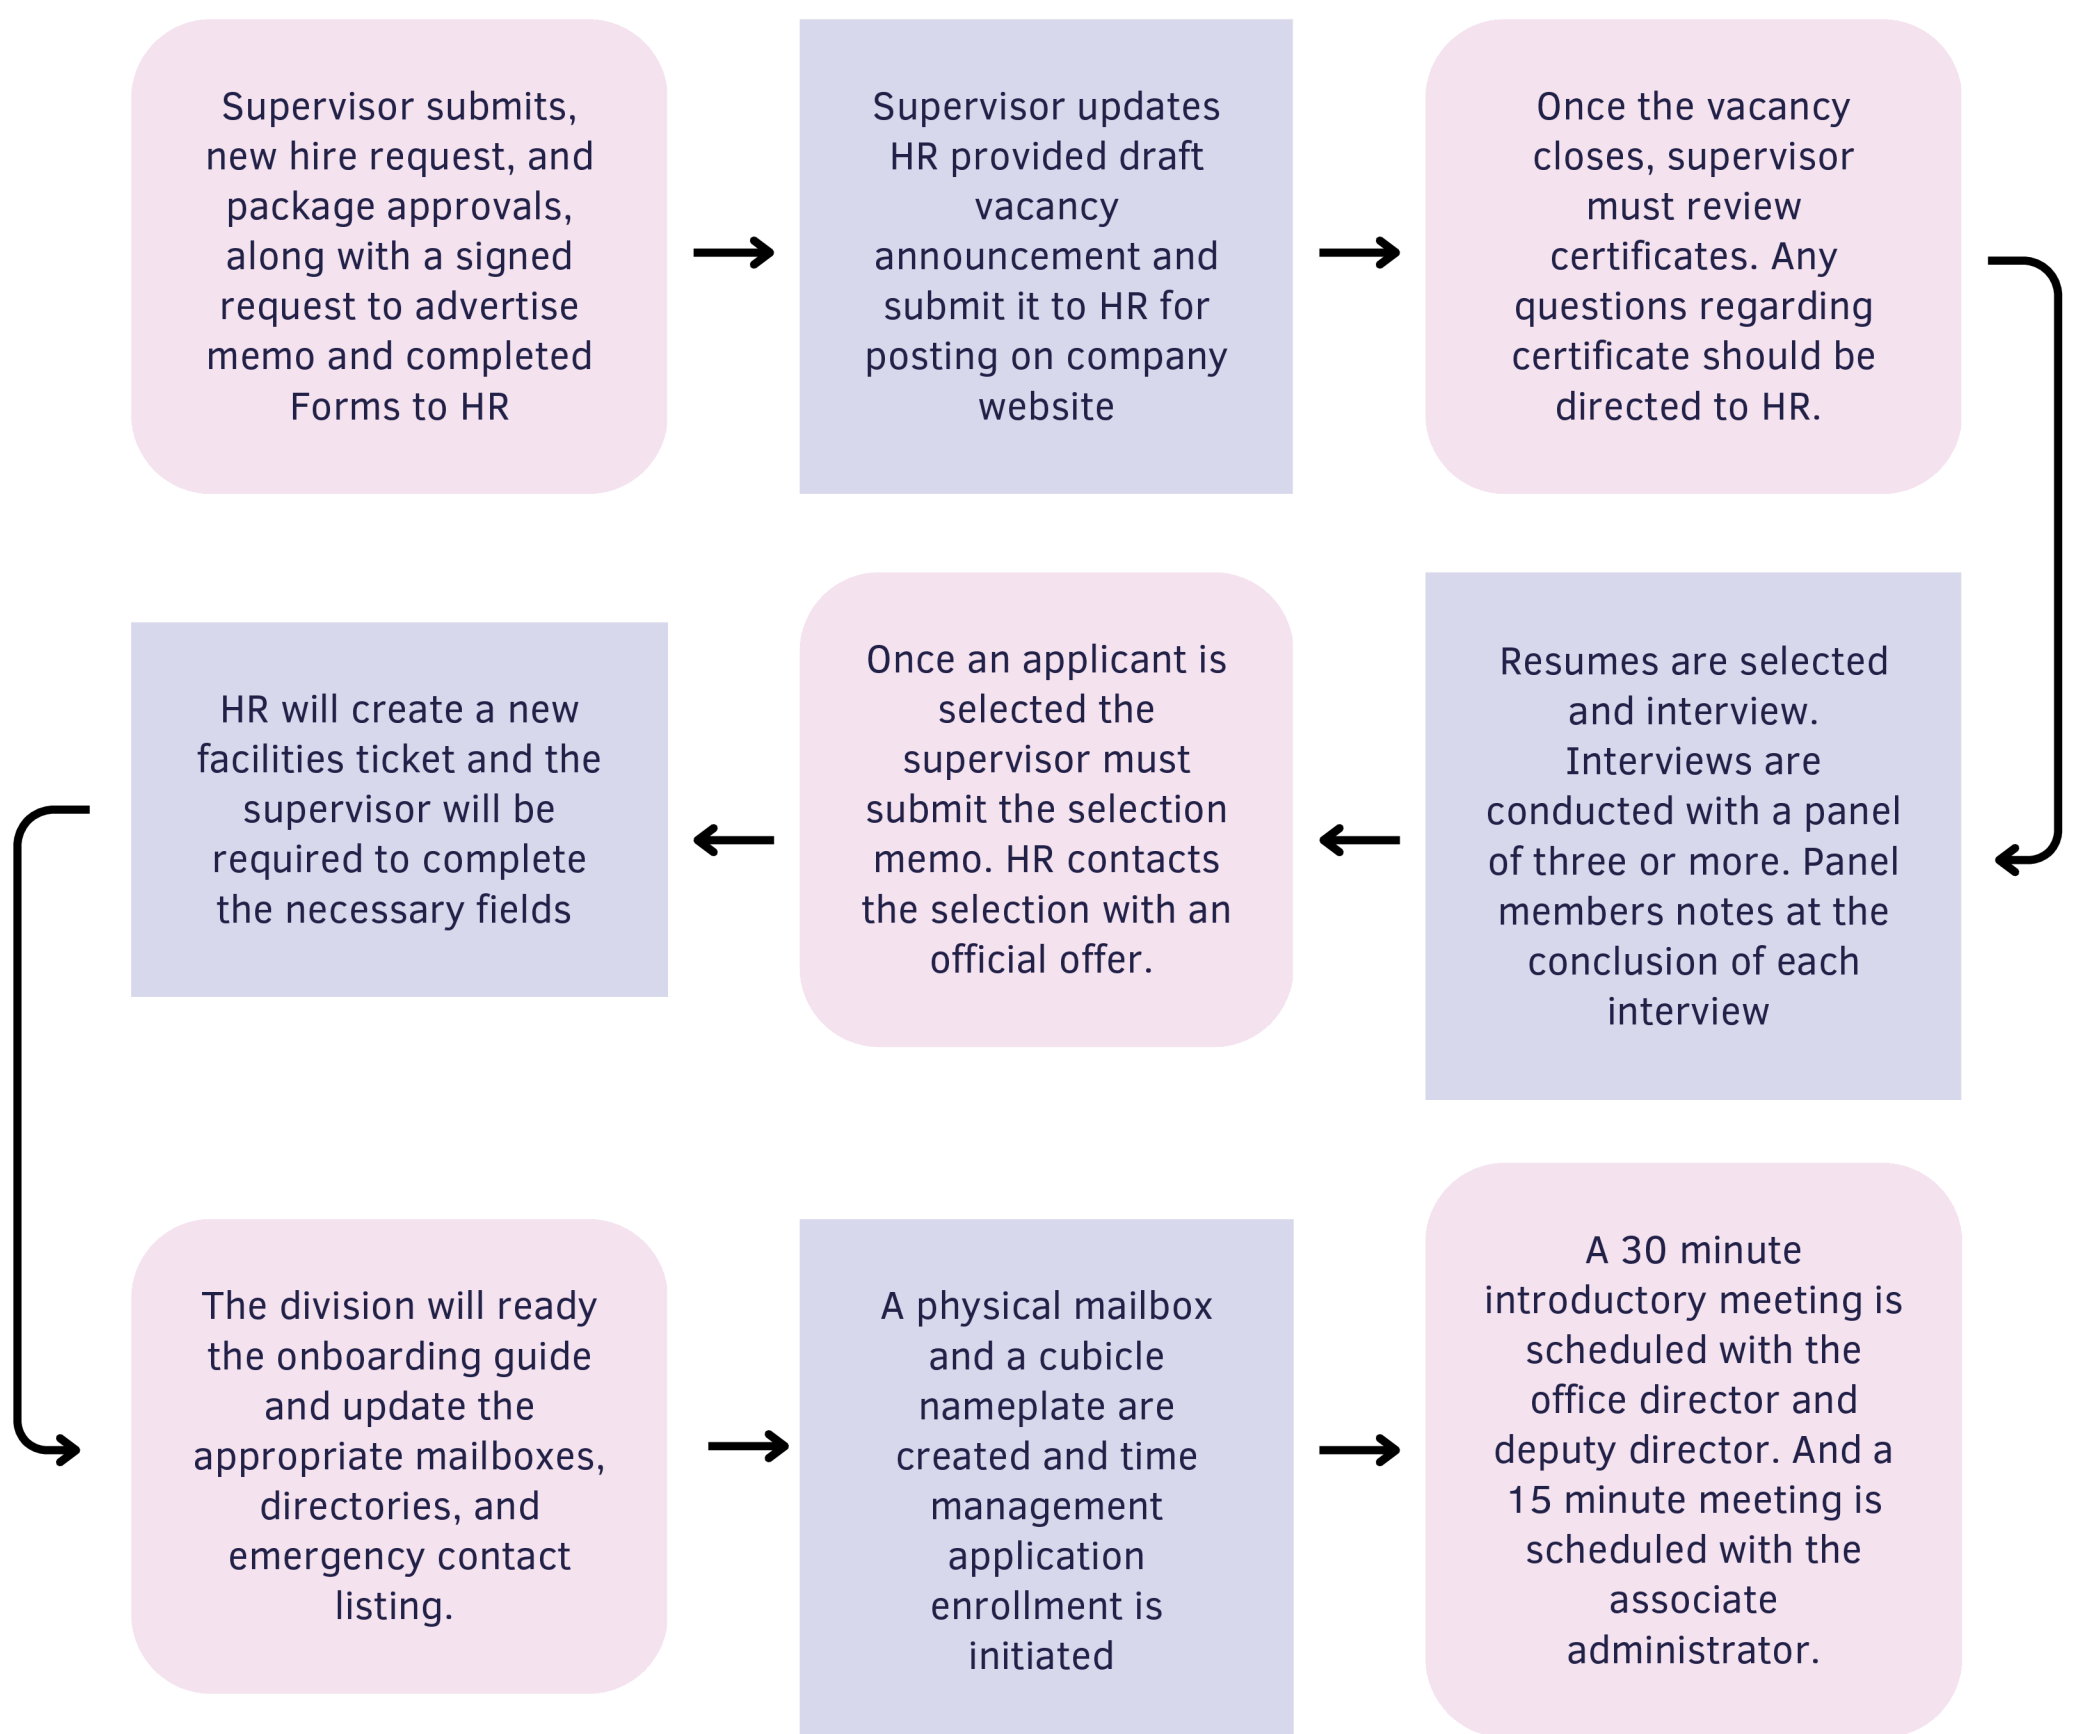 Supervisor submits,
new hire request, and
package approvals,
along with a signed
request to advertise
memo and completed
Forms to HR
Supervisor updates
HR provided draft
vacancy
announcement and
submit it to HR for
posting on company
website
Once the vacancy
closes, supervisor
must review
certificates. Any
questions regarding
certificate should be
directed to HR.
Resumes are selected
and interview.
Interviews are
conducted with a panel
of three or more. Panel
members notes at the
conclusion of each
interview
Once an applicant is
selected the
supervisor must
submit the selection
memo. HR contacts
the selection with an
official offer.
HR will create a new
facilities ticket and the
supervisor will be
required to complete
the necessary fields
The division will ready
the onboarding guide
and update the
appropriate mailboxes,
directories, and
emergency contact
listing.
A physical mailbox
and a cubicle
nameplate are
created and time
management
application
enrollment is
initiated
A 30 minute
introductory meeting is
scheduled with the
office director and
deputy director. And a
15 minute meeting is
scheduled with the
associate
administrator.